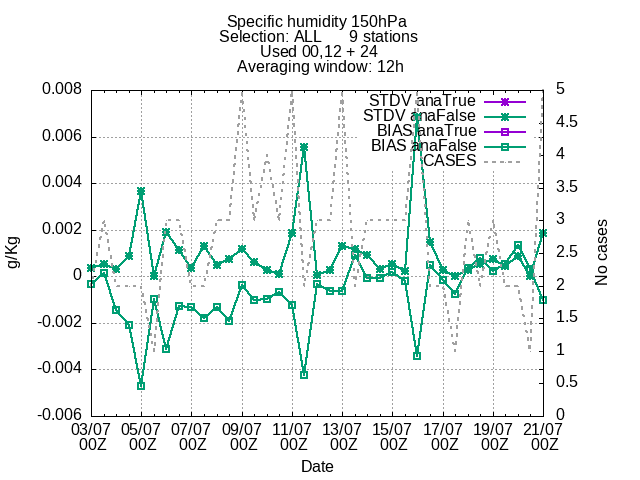 Specific humidity 150hPa
Selection: ALL 9 stations
Used 00,12 + 24
Averaging window: 12h
STDV anaTrue
STDV anaFalse
BIAS anaTrue
BIAS anaFalse
CASES
0.008
0.006
0.004
0.002
0
-0.002
-0.004
-0.006
g/Kg
5
4.5
4
3.5
3
2.5
2
1.5
1
0.5
0
No cases
03/07 05/07 07/07 09/07 11/07 13/07 15/07 17/07 19/07 21/07
00Z 00Z 00Z 00Z 00Z 00Z 00Z 00Z 00Z 00Z
Date